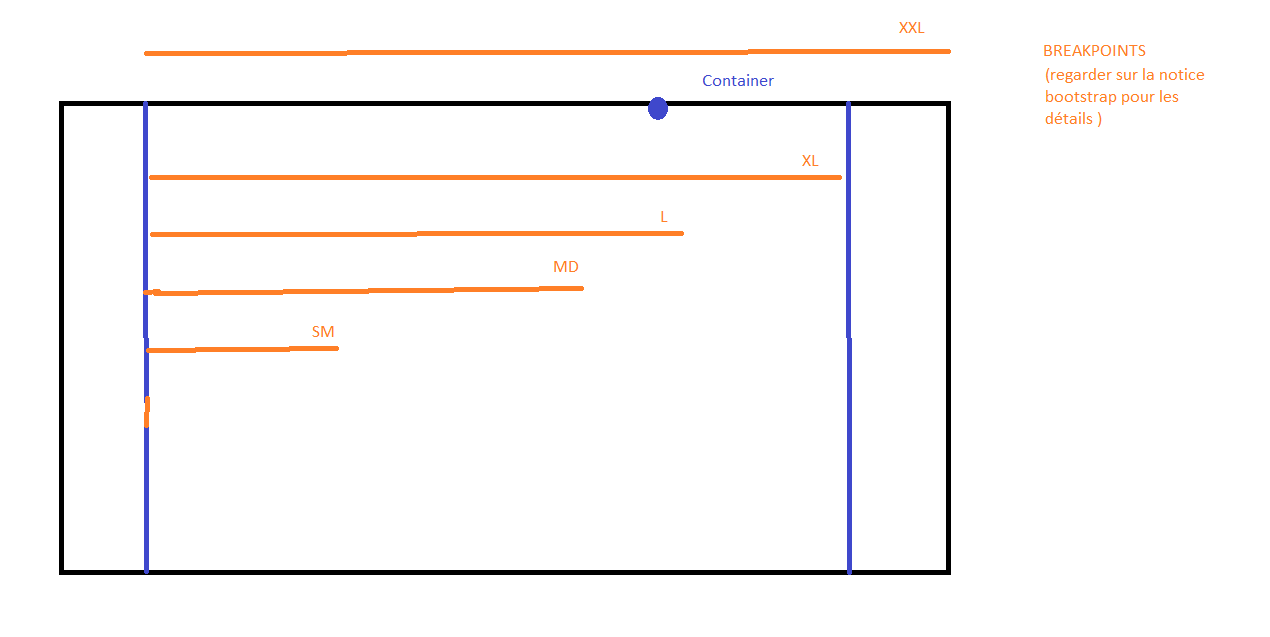 XXL
BREAKPOINTS
(regarder sur la notice
bootstrap pour les
détails )
Container
XL
L
MD
SM